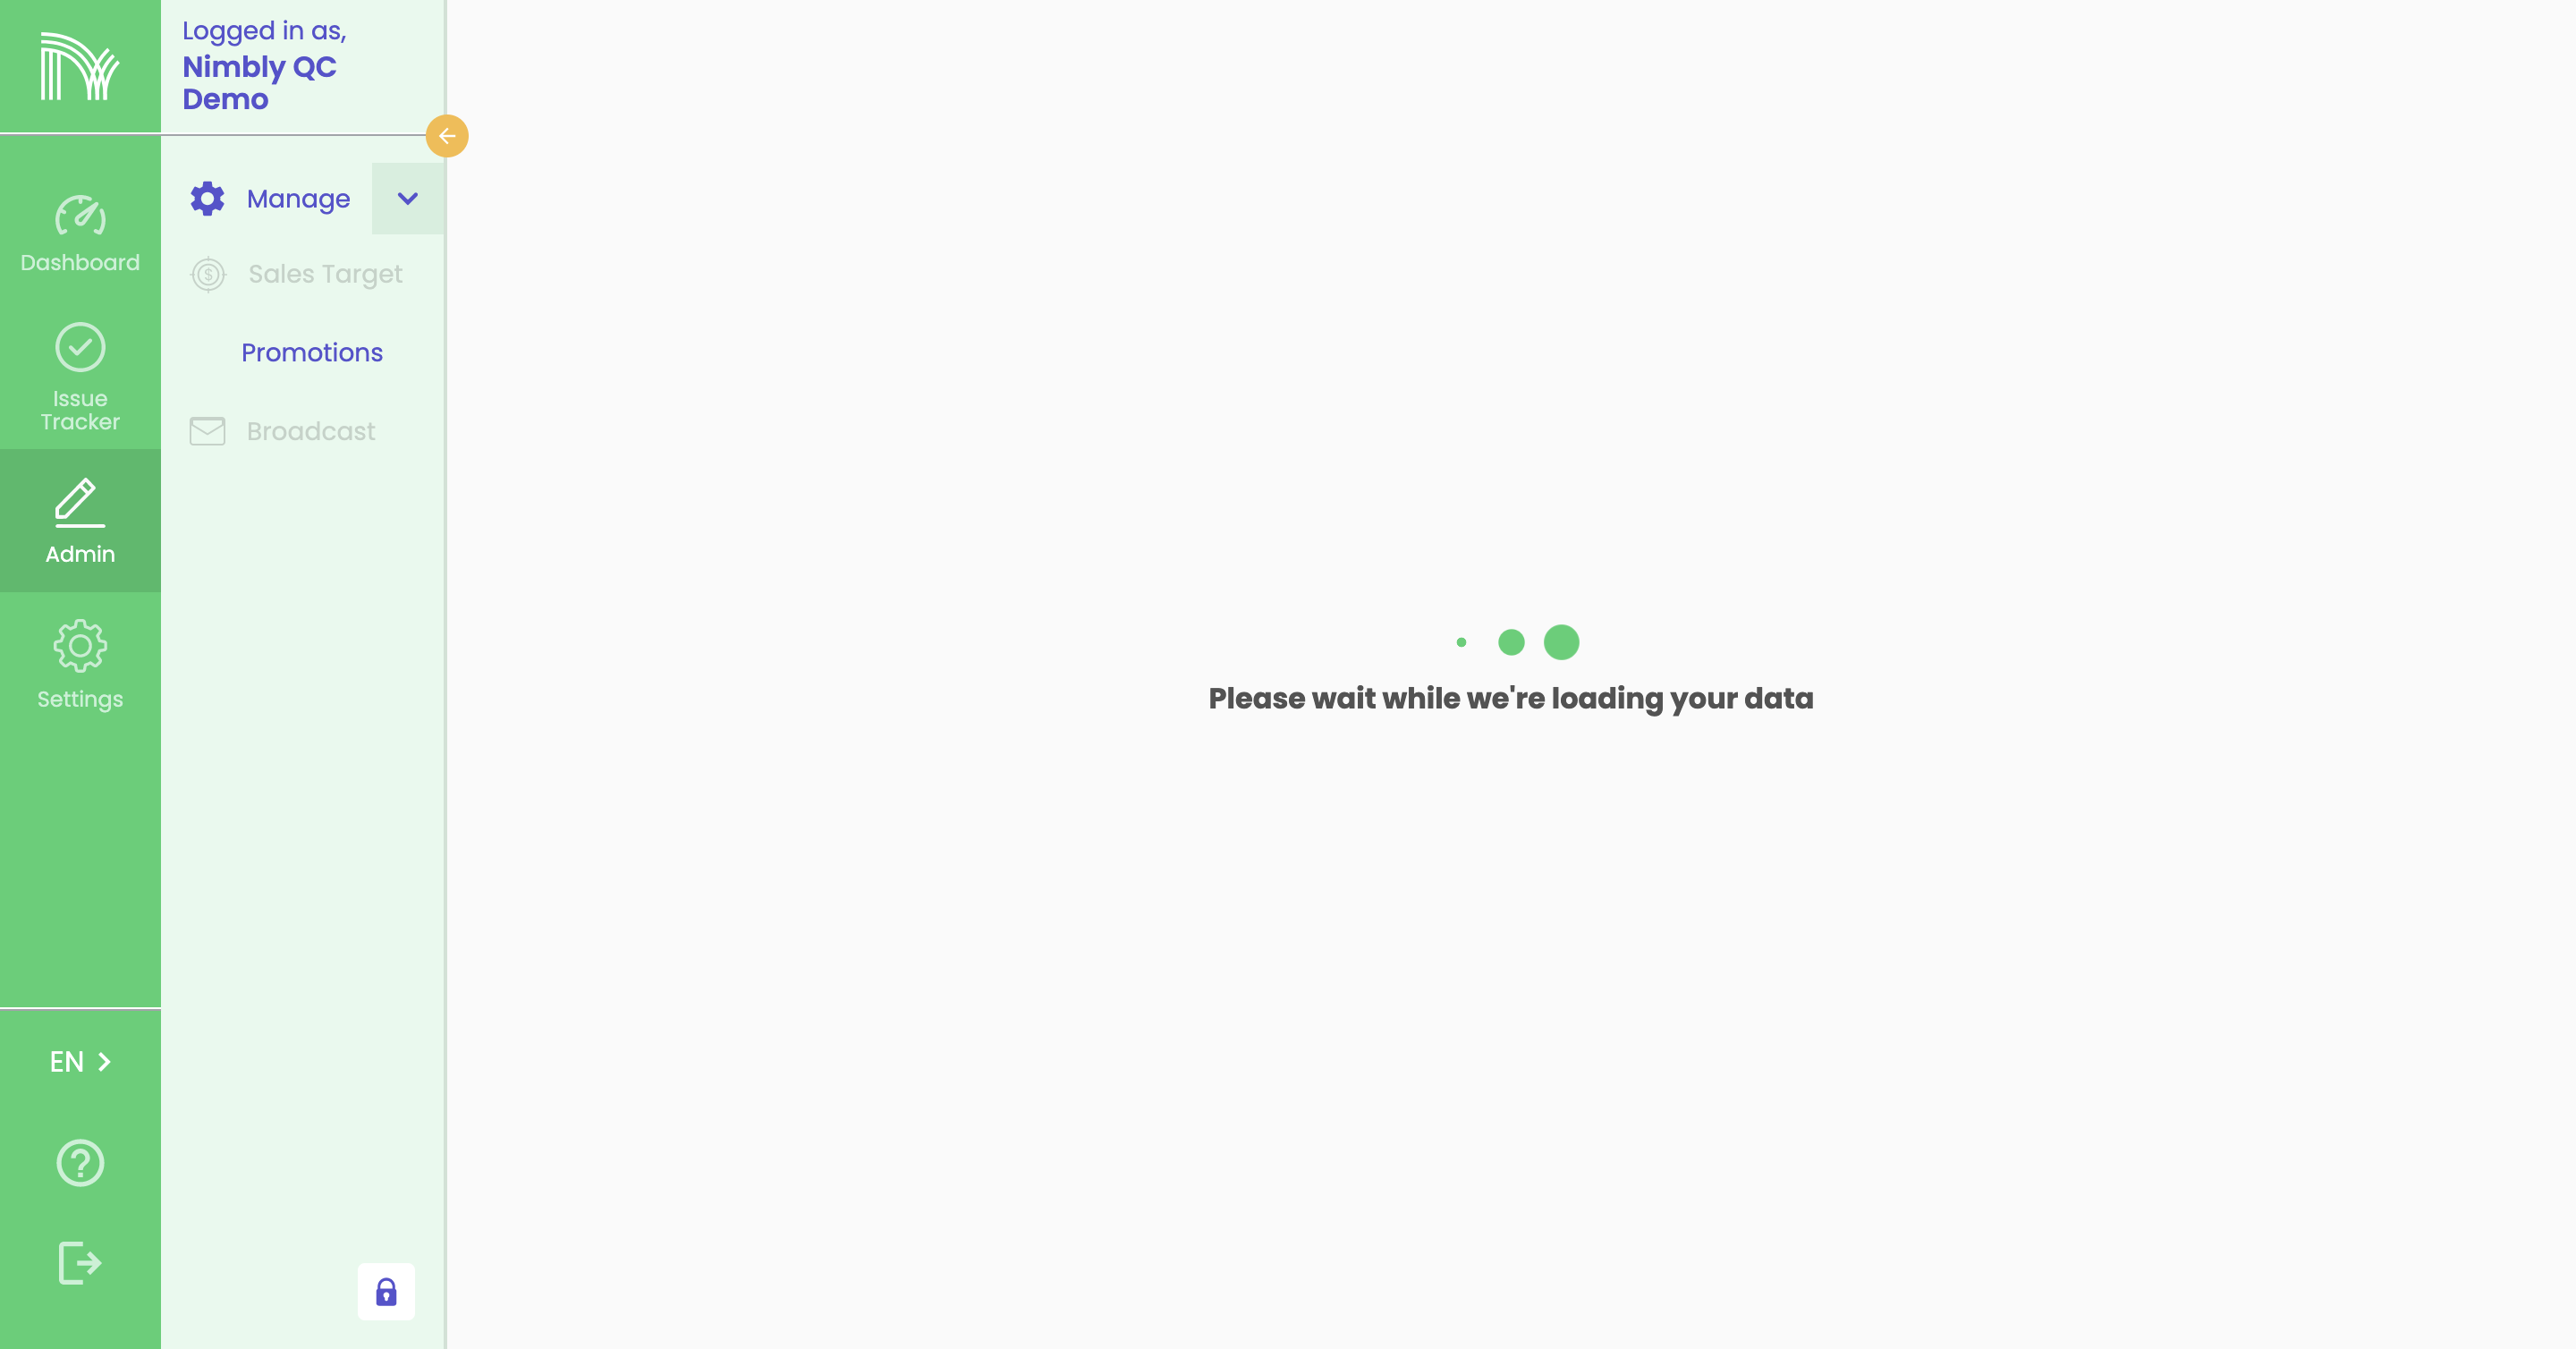 Logged in as,
Nimbly QC
Demo
Dashboard
Issue
Tracker
Admin
Settings
EN
Manage
Sales Target
Promotions
Broadcast
Please wait while we're loading your data